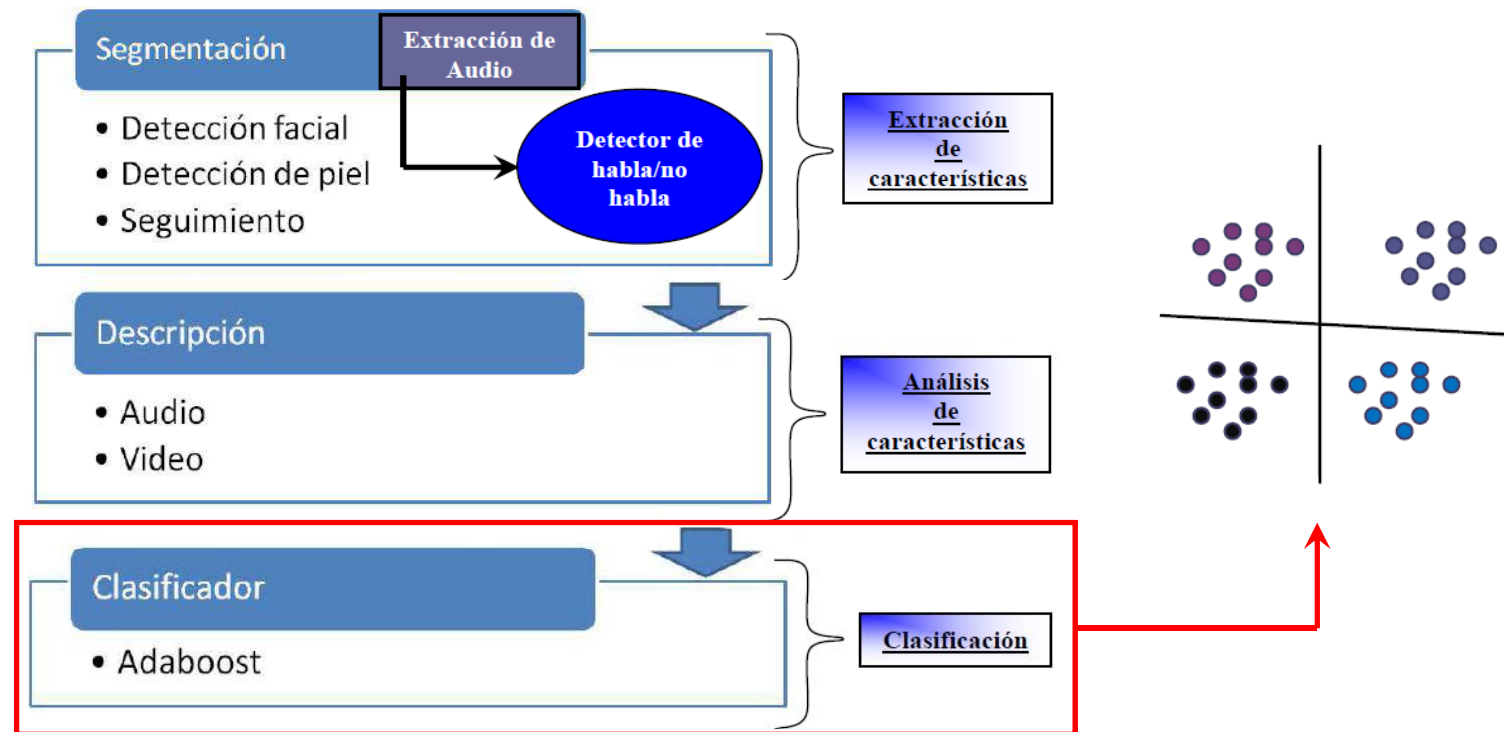 Segmentación
Extracción de
Audio
• Detección facial
• Detección de piel
• Seguimiento
Detector de
habla/no
habla
Extracción
de
características
Descripción
• Audio
• Video
Análisis
de
características
Clasificador
• Adaboost
Clasificación